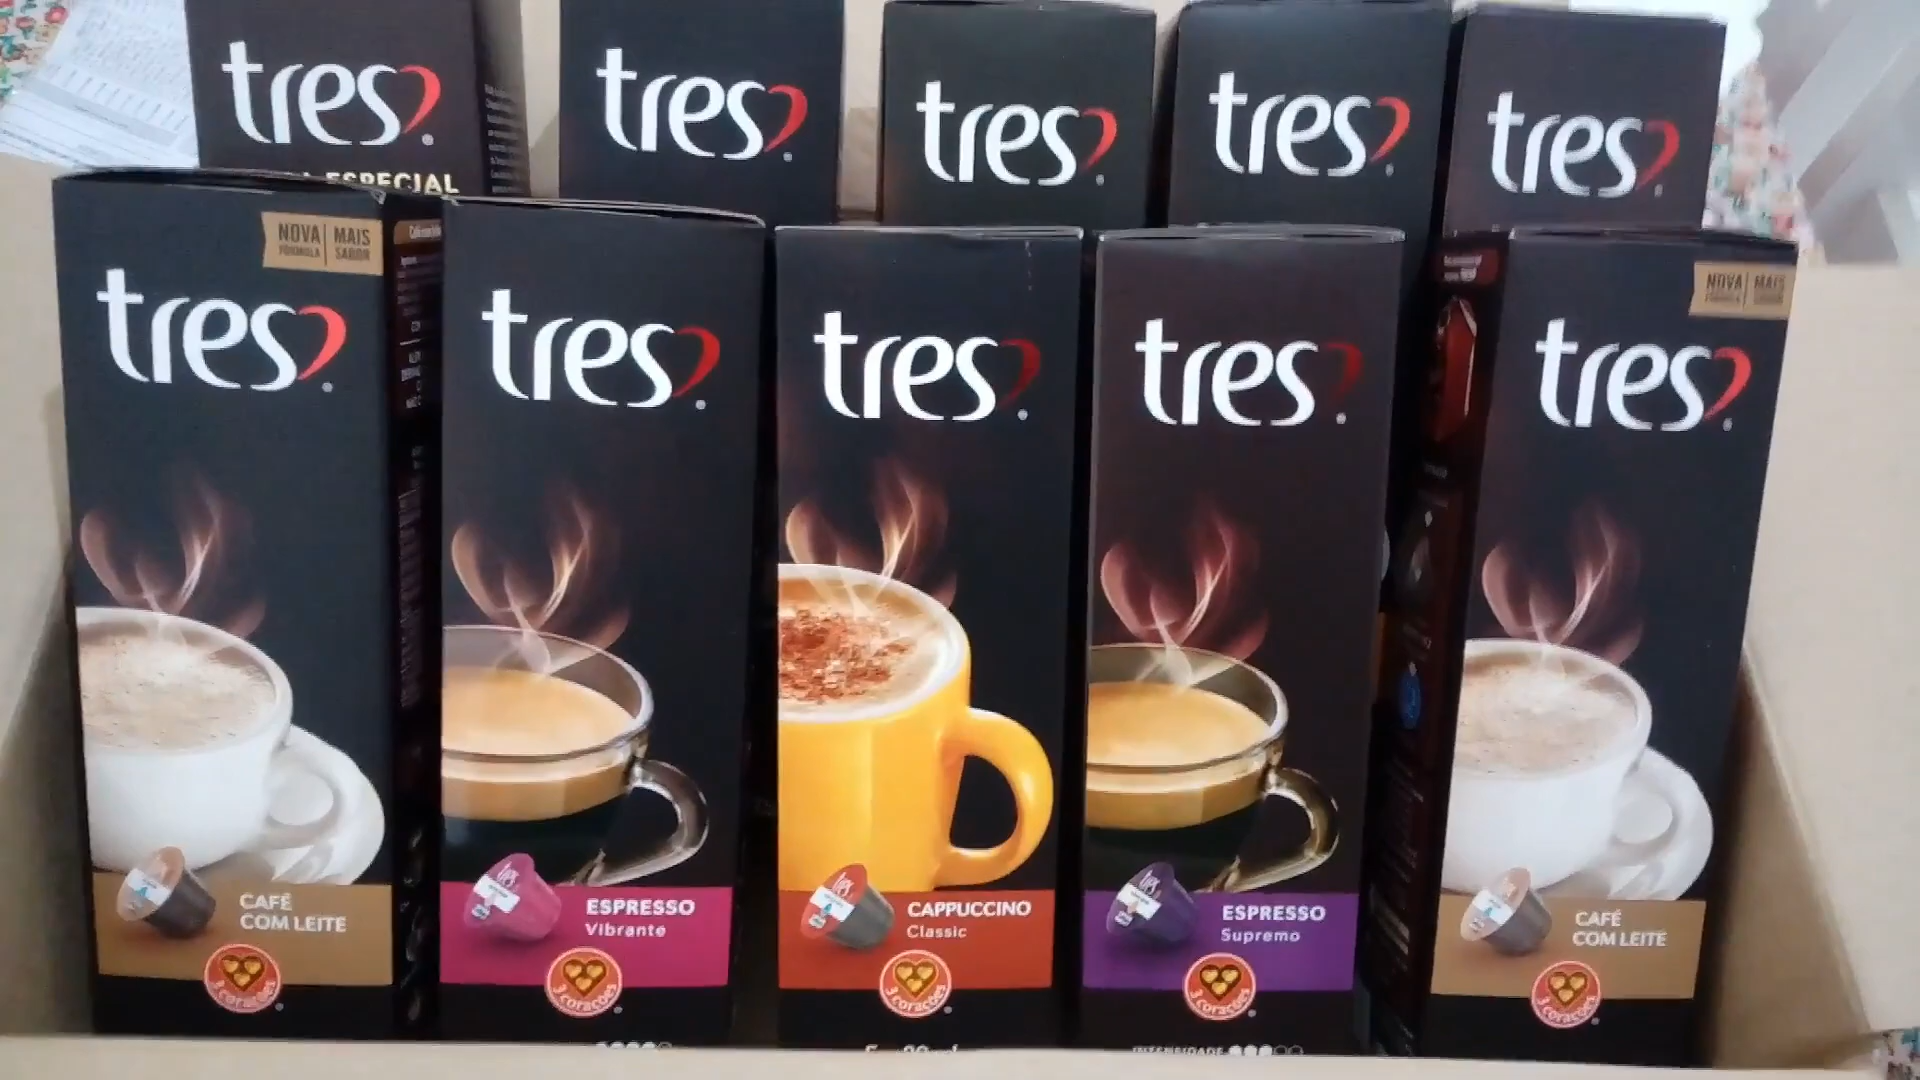 tres
ESPECIAL
tres
tres
tres
tres
NOVA FÓRMULA
MAIS SABOR
tres
CAFÉ
COM LEITE
3 corações
tres
ESPRESSO
Vibrante
3 corações
tres
CAPPUCCINO
Classic
3 corações
tres
ESPRESSO
Supremo
3 corações
INTENSIDADE
NOVA FÓRMULA
MAIS SABOR
tres
CAFÉ
COM LEITE
3 corações